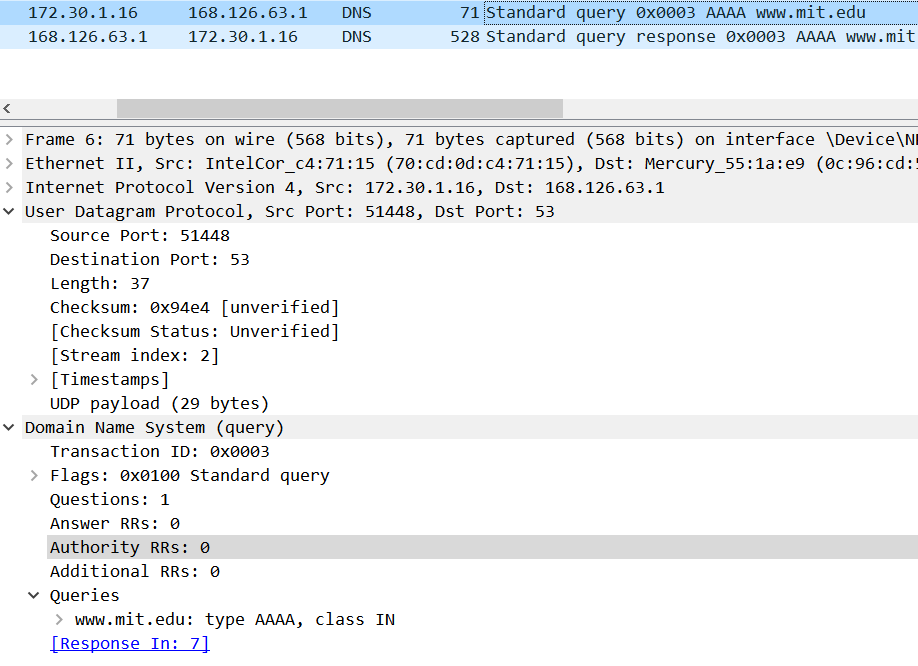 172.30.1.16 168.126.63.1 DNS 71 Standard query 0x0003 AAAA www.mit.edu
168.126.63.1 172.30.1.16 DNS 528 Standard query response 0x0003 AAAA www.mit
Frame 6: 71 bytes on wire (568 bits), 71 bytes captured (568 bits) on interface \Device\
Ethernet II, Src: IntelCor_c4:71:15 (70:cd:0d:c4:71:15), Dst: Mercury_55:1a:e9 (0c:96:cd:
Internet Protocol Version 4, Src: 172.30.1.16, Dst: 168.126.63.1
User Datagram Protocol, Src Port: 51448, Dst Port: 53
Source Port: 51448
Destination Port: 53
Length: 37
Checksum: 0x94e4 [unverified]
[Checksum Status: Unverified]
[Stream index: 2]
[Timestamps]
UDP payload (29 bytes)
Domain Name System (query)
Transaction ID: 0x0003
Flags: 0x0100 Standard query
Questions: 1
Answer RRs: 0
Authority RRs: 0
Additional RRs: 0
Queries
www.mit.edu: type AAAA, class IN
[Response In: 7]